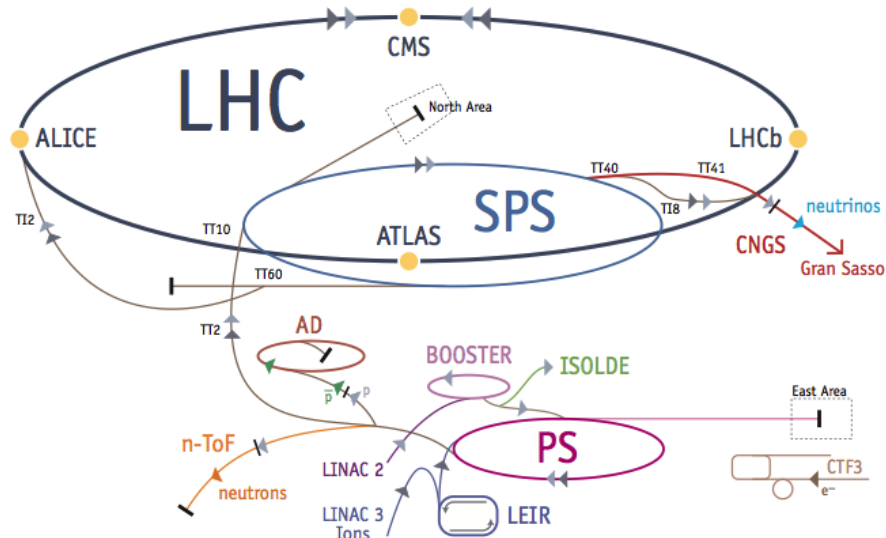 CMS
LHC
North Area
ALICE
LHCb
TT40
TT41
SPS
TI8
neutrinos
TI2
TT10
ATLAS
CNGS
Gran Sasso
TT60
AD
TT2
BOOSTER
ISOLDE
p̅
p
East Area
n-ToF
PS
LINAC 2
CTF3
neutrons
e–
LINAC 3
Ions
LEIR